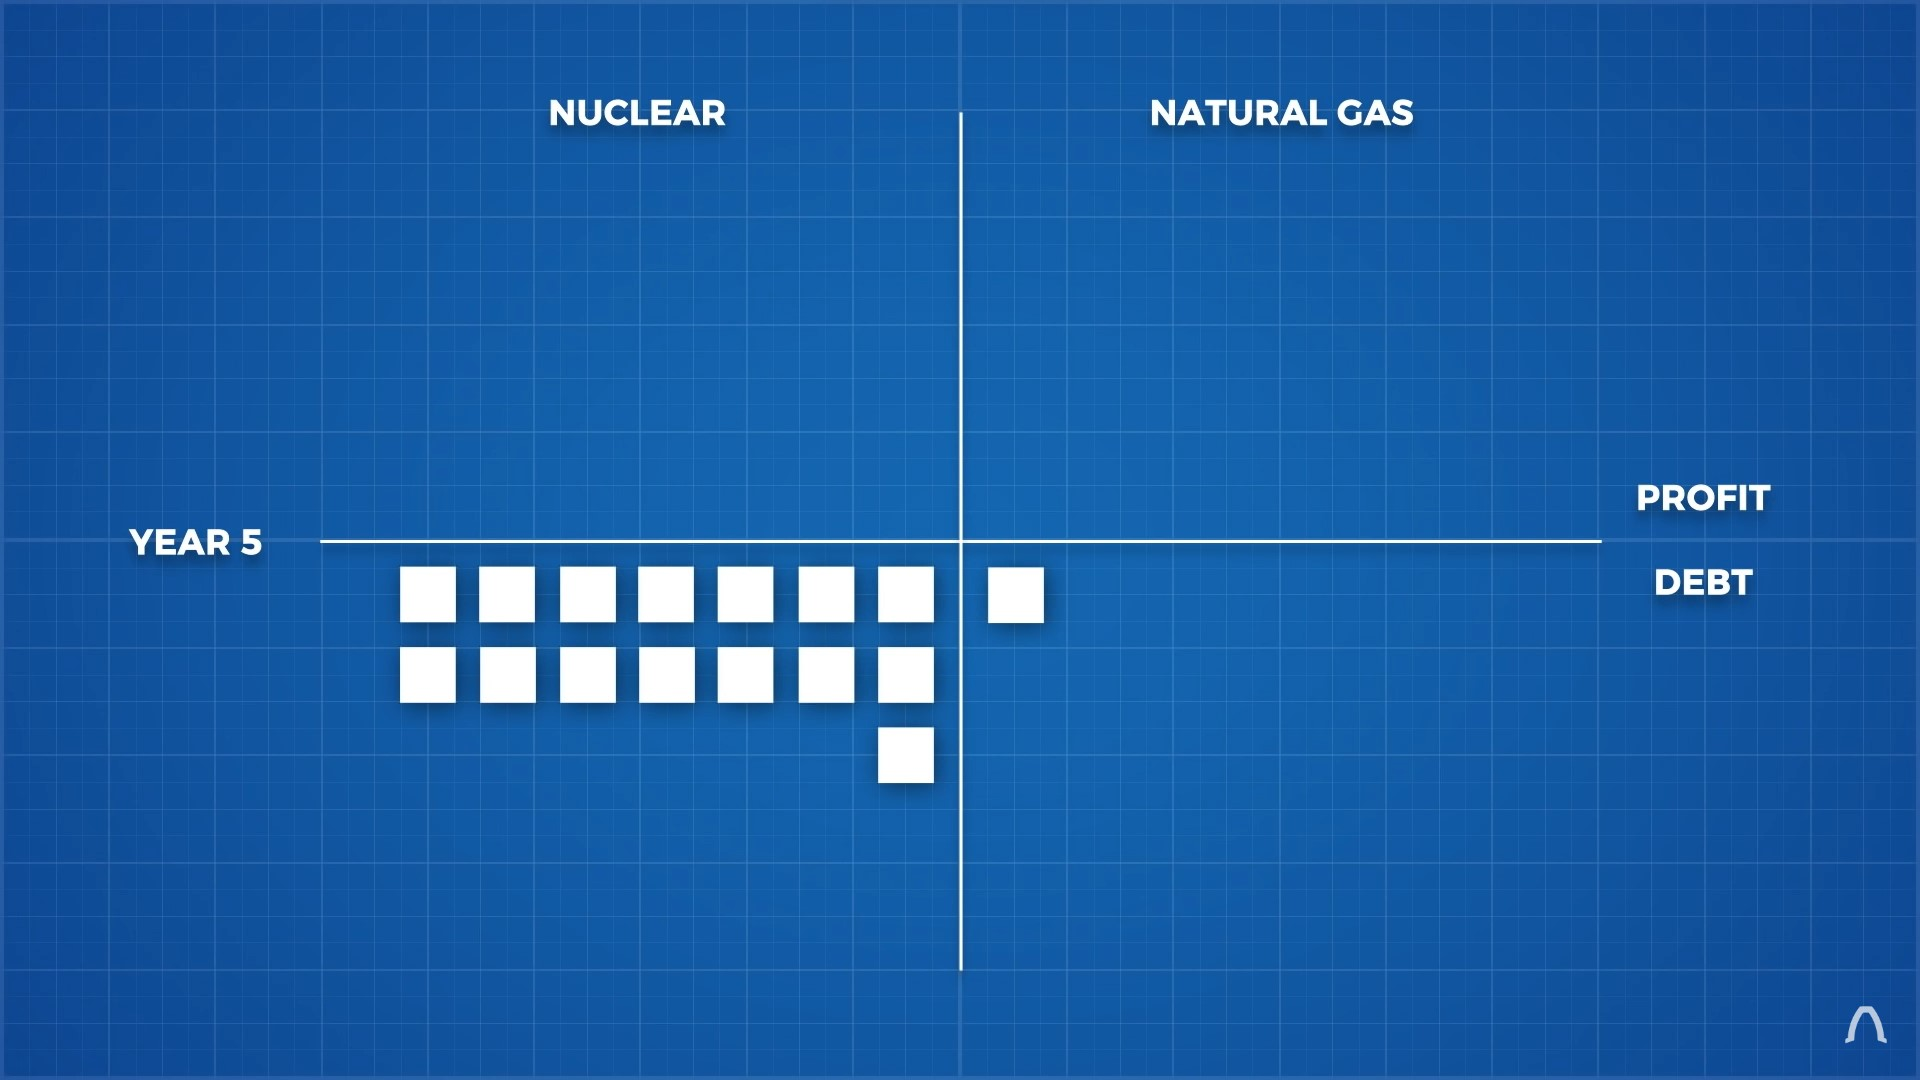 NUCLEAR
NATURAL GAS
PROFIT
YEAR 5
DEBT